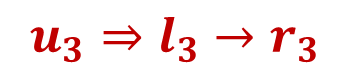 u₃ ⇒ l₃ → r₃